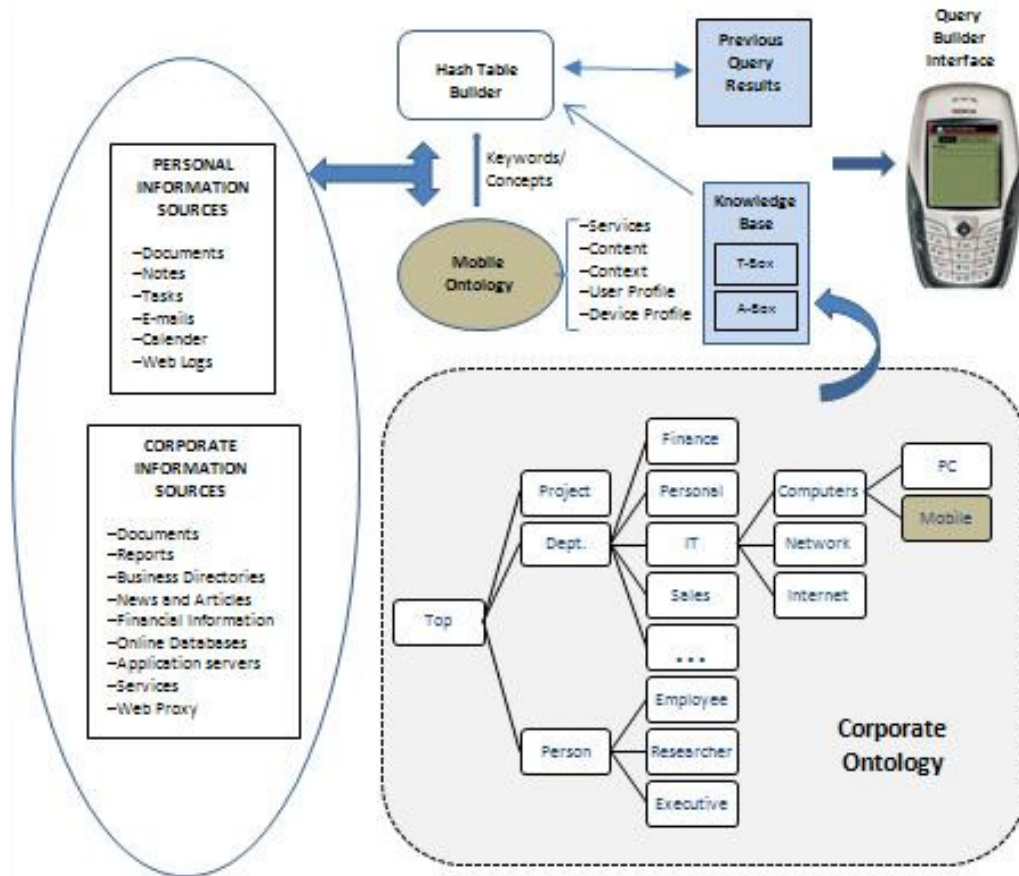 PERSONAL
INFORMATION
SOURCES
–Documents
–Notes
–Tasks
–E-mails
–Calender
–Web Logs
CORPORATE
INFORMATION
SOURCES
–Documents
–Reports
–Business Directories
–News and Articles
–Financial Information
–Online Databases
–Application servers
–Services
–Web Proxy
Hash Table
Builder
Keywords/
Concepts
Mobile
Ontology
–Services
–Content
–Context
–User Profile
–Device Profile
Previous
Query
Results
Knowledge
Base
T-Box
A-Box
Query
Builder
Interface
NOKIA
Top
Project
Dept.
Person
Finance
Personal
IT
Sales
...
Employee
Researcher
Executive
Computers
Network
Internet
PC
Mobile
Corporate
Ontology